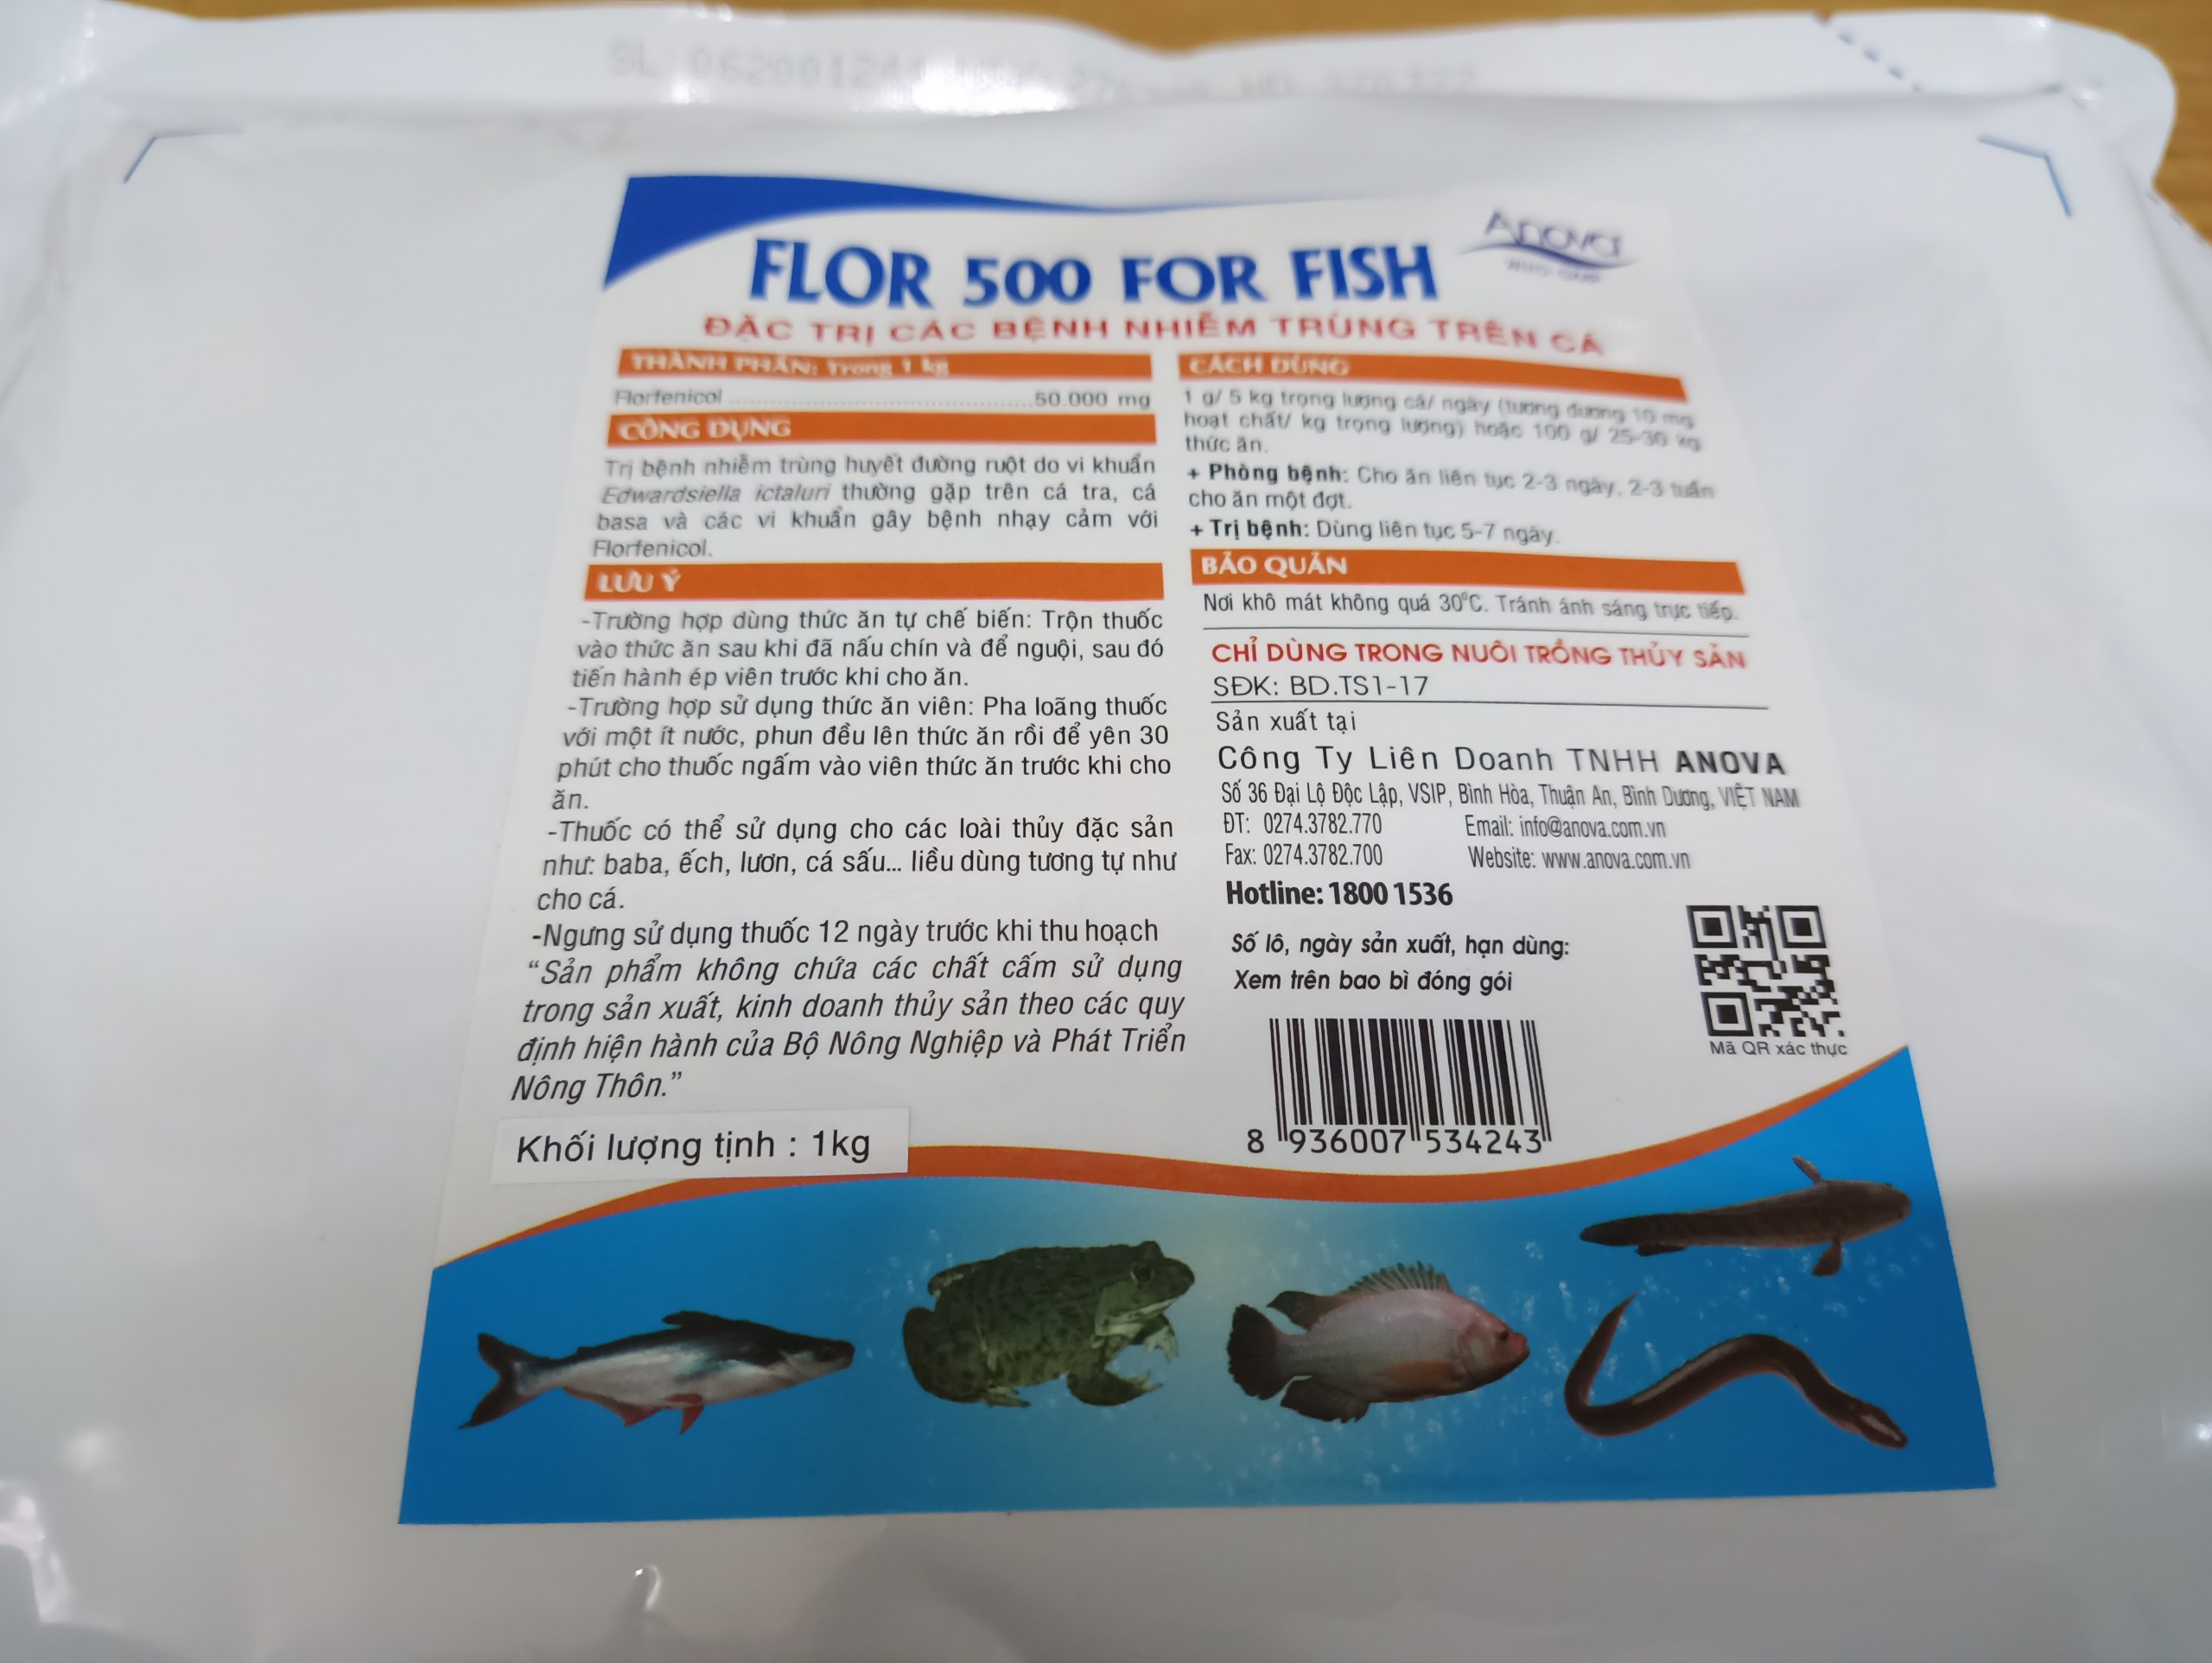 SL: 06200124
Anova
WHO-GMP
FLOR 500 FOR FISH
ĐẶC TRỊ CÁC BỆNH NHIỄM TRÙNG TRÊN CÁ
THÀNH PHẦN: Trong 1 kg
Florfenicol ........................................50.000 mg
CÔNG DỤNG
Trị bệnh nhiễm trùng huyết đường ruột do vi khuẩn
Edwardsiella ictaluri thường gặp trên cá tra, cá
basa và các vi khuẩn gây bệnh nhạy cảm với
Florfenicol.
LƯU Ý
-Trường hợp dùng thức ăn tự chế biến: Trộn thuốc
vào thức ăn sau khi đã nấu chín và để nguội, sau đó
tiến hành ép viên trước khi cho ăn.
-Trường hợp sử dụng thức ăn viên: Pha loãng thuốc
với một ít nước, phun đều lên thức ăn rồi để yên 30
phút cho thuốc ngấm vào viên thức ăn trước khi cho
ăn.
-Thuốc có thể sử dụng cho các loài thủy đặc sản
như: baba, ếch, lươn, cá sấu... liều dùng tương tự như
cho cá.
-Ngưng sử dụng thuốc 12 ngày trước khi thu hoạch
“Sản phẩm không chứa các chất cấm sử dụng
trong sản xuất, kinh doanh thủy sản theo các quy
định hiện hành của Bộ Nông Nghiệp và Phát Triển
Nông Thôn.”
Khối lượng tịnh : 1kg
CÁCH DÙNG
1 g/ 5 kg trọng lượng cá/ ngày (tương đương 10 mg
hoạt chất/ kg trọng lượng) hoặc 100 g/ 25-30 kg
thức ăn.
+ Phòng bệnh: Cho ăn liên tục 2-3 ngày, 2-3 tuần
cho ăn một đợt.
+ Trị bệnh: Dùng liên tục 5-7 ngày.
BẢO QUẢN
Nơi khô mát không quá 30°C. Tránh ánh sáng trực tiếp.
CHỈ DÙNG TRONG NUÔI TRỒNG THỦY SẢN
SĐK: BD.TS1-17
Sản xuất tại
Công Ty Liên Doanh TNHH ANOVA
Số 36 Đại Lộ Độc Lập, VSIP, Bình Hòa, Thuận An, Bình Dương, VIỆT NAM
ĐT: 0274.3782.770 Email: info@anova.com.vn
Fax: 0274.3782.700 Website: www.anova.com.vn
Hotline: 1800 1536
Số lô, ngày sản xuất, hạn dùng:
Xem trên bao bì đóng gói
Mã QR xác thực
8 936007 534243